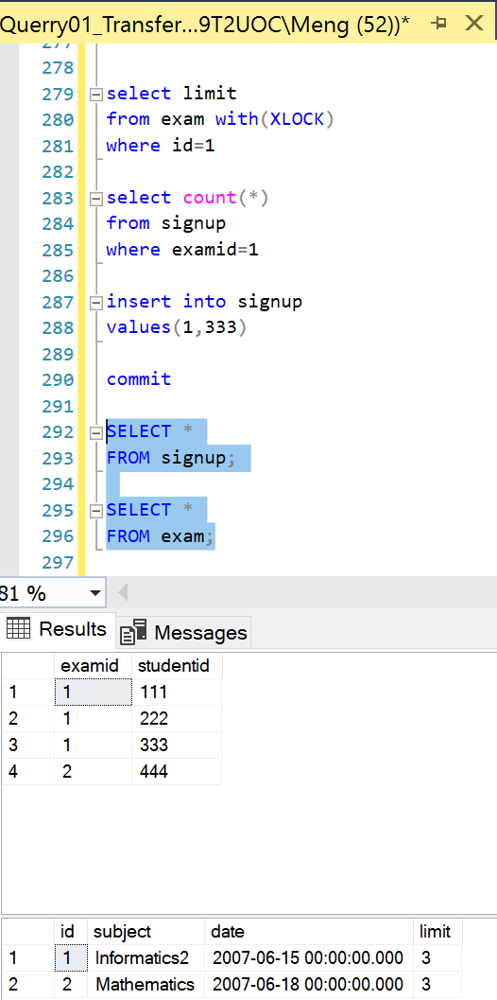 Querry01_Transfer...9T2UOC\Meng (52))*
277
278
279 select limit
280 from exam with(XLOCK)
281 where id=1
282
283 select count(*)
284 from signup
285 where examid=1
286
287 insert into signup
288 values(1,333)
289
290 commit
291
292 SELECT *
293 FROM signup;
294
295 SELECT *
296 FROM exam;
297
81 %
Results Messages
examid studentid
1 1 111
2 1 222
3 1 333
4 2 444
id subject date limit
1 1 Informatics2 2007-06-15 00:00:00.000 3
2 2 Mathematics 2007-06-18 00:00:00.000 3